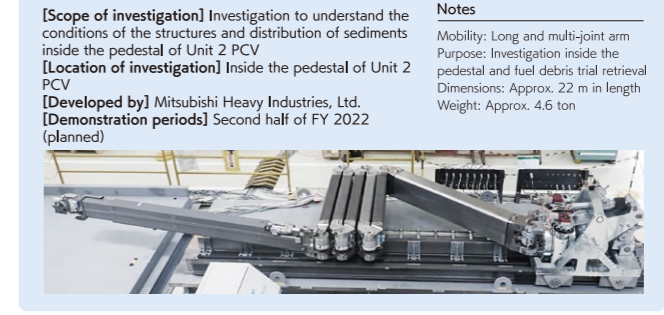 [Scope of investigation] Investigation to understand the
conditions of the structures and distribution of sediments
inside the pedestal of Unit 2 PCV
[Location of investigation] Inside the pedestal of Unit 2
PCV
[Developed by] Mitsubishi Heavy Industries, Ltd.
[Demonstration periods] Second half of FY 2022
(planned)
Notes
Mobility: Long and multi-joint arm
Purpose: Investigation inside the
pedestal and fuel debris trial retrieval
Dimensions: Approx. 22 m in length
Weight: Approx. 4.6 ton